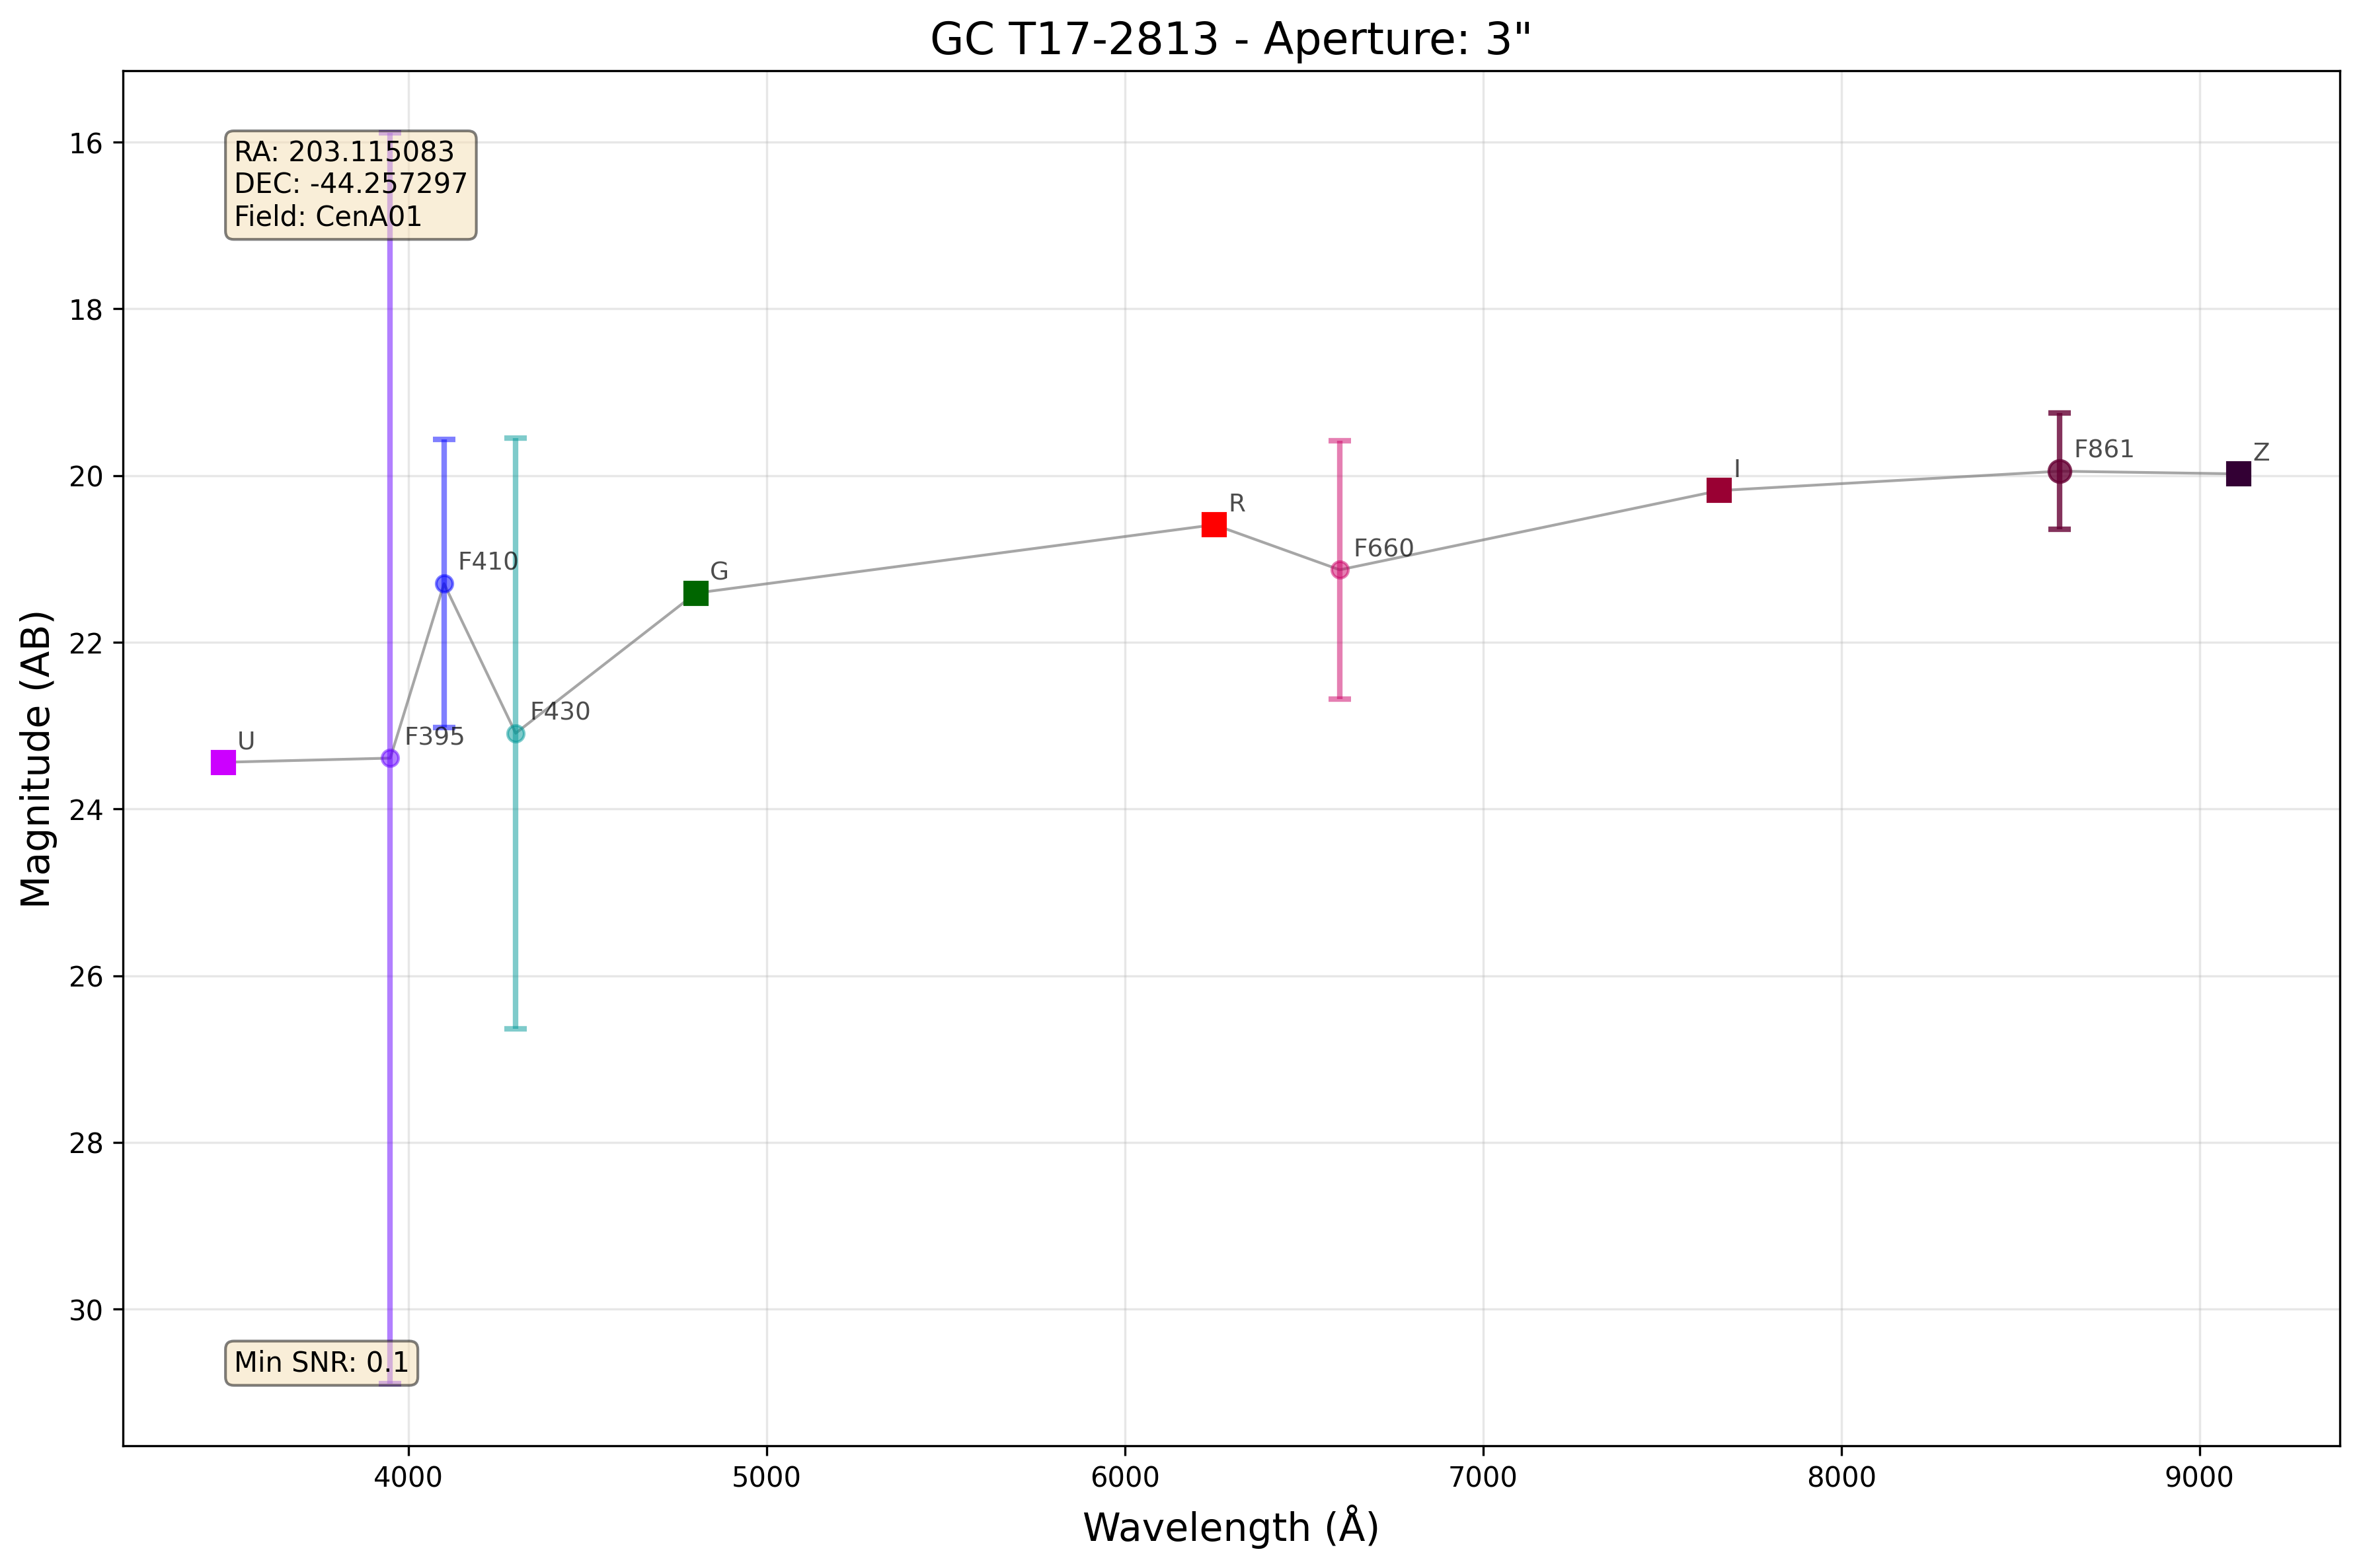 GC T17-2813 - Aperture: 3"
RA: 203.115083
DEC: -44.257297
Field: CenA01
Magnitude (AB)
16
18
20
22
24
26
28
30
U
F395
F410
F430
G
R
F660
I
F861
Z
Min SNR: 0.1
4000
5000
6000
7000
8000
9000
Wavelength (Å)